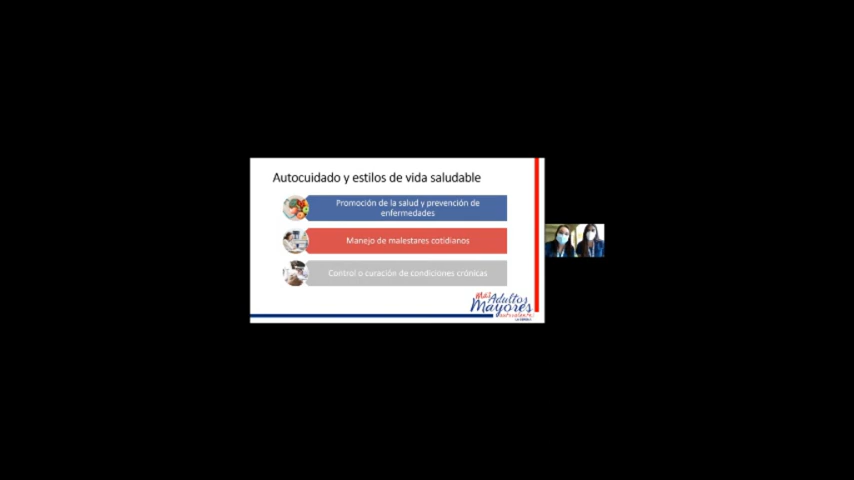 Autocuidado y estilos de vida saludable
Promoción de la salud y prevención de
enfermedades
Manejo de malestares cotidianos
Control o curación de condiciones crónicas
Más
Adultos
Mayores